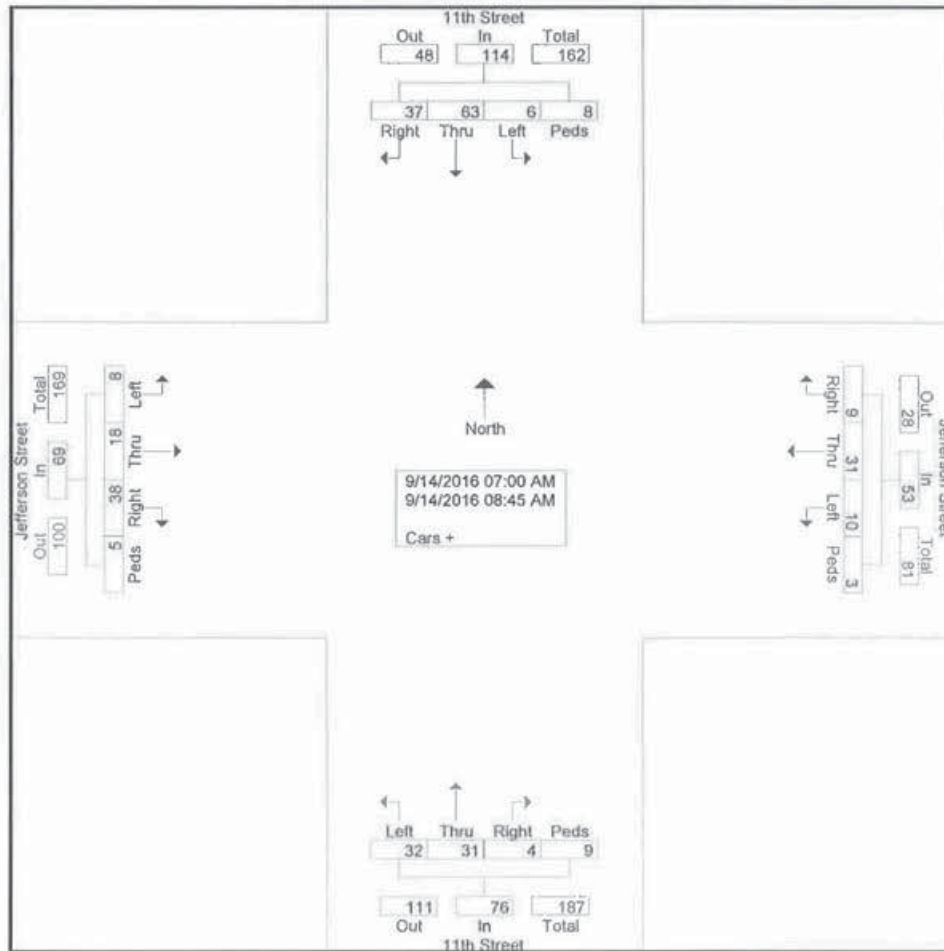 11th Street
Out In Total
48 114 162
37 63 6 8
Right Thru Left Peds
Jefferson Street
Total In Out
169 69 100
8 18 38 5
Left Thru Right Peds
North
9/14/2016 07:00 AM
9/14/2016 08:45 AM
Cars +
Right Thru Left Peds
9 31 10 3
Out In Total
28 53 81
Jefferson Street
Left Thru Right Peds
32 31 4 9
111 76 187
Out In Total
11th Street